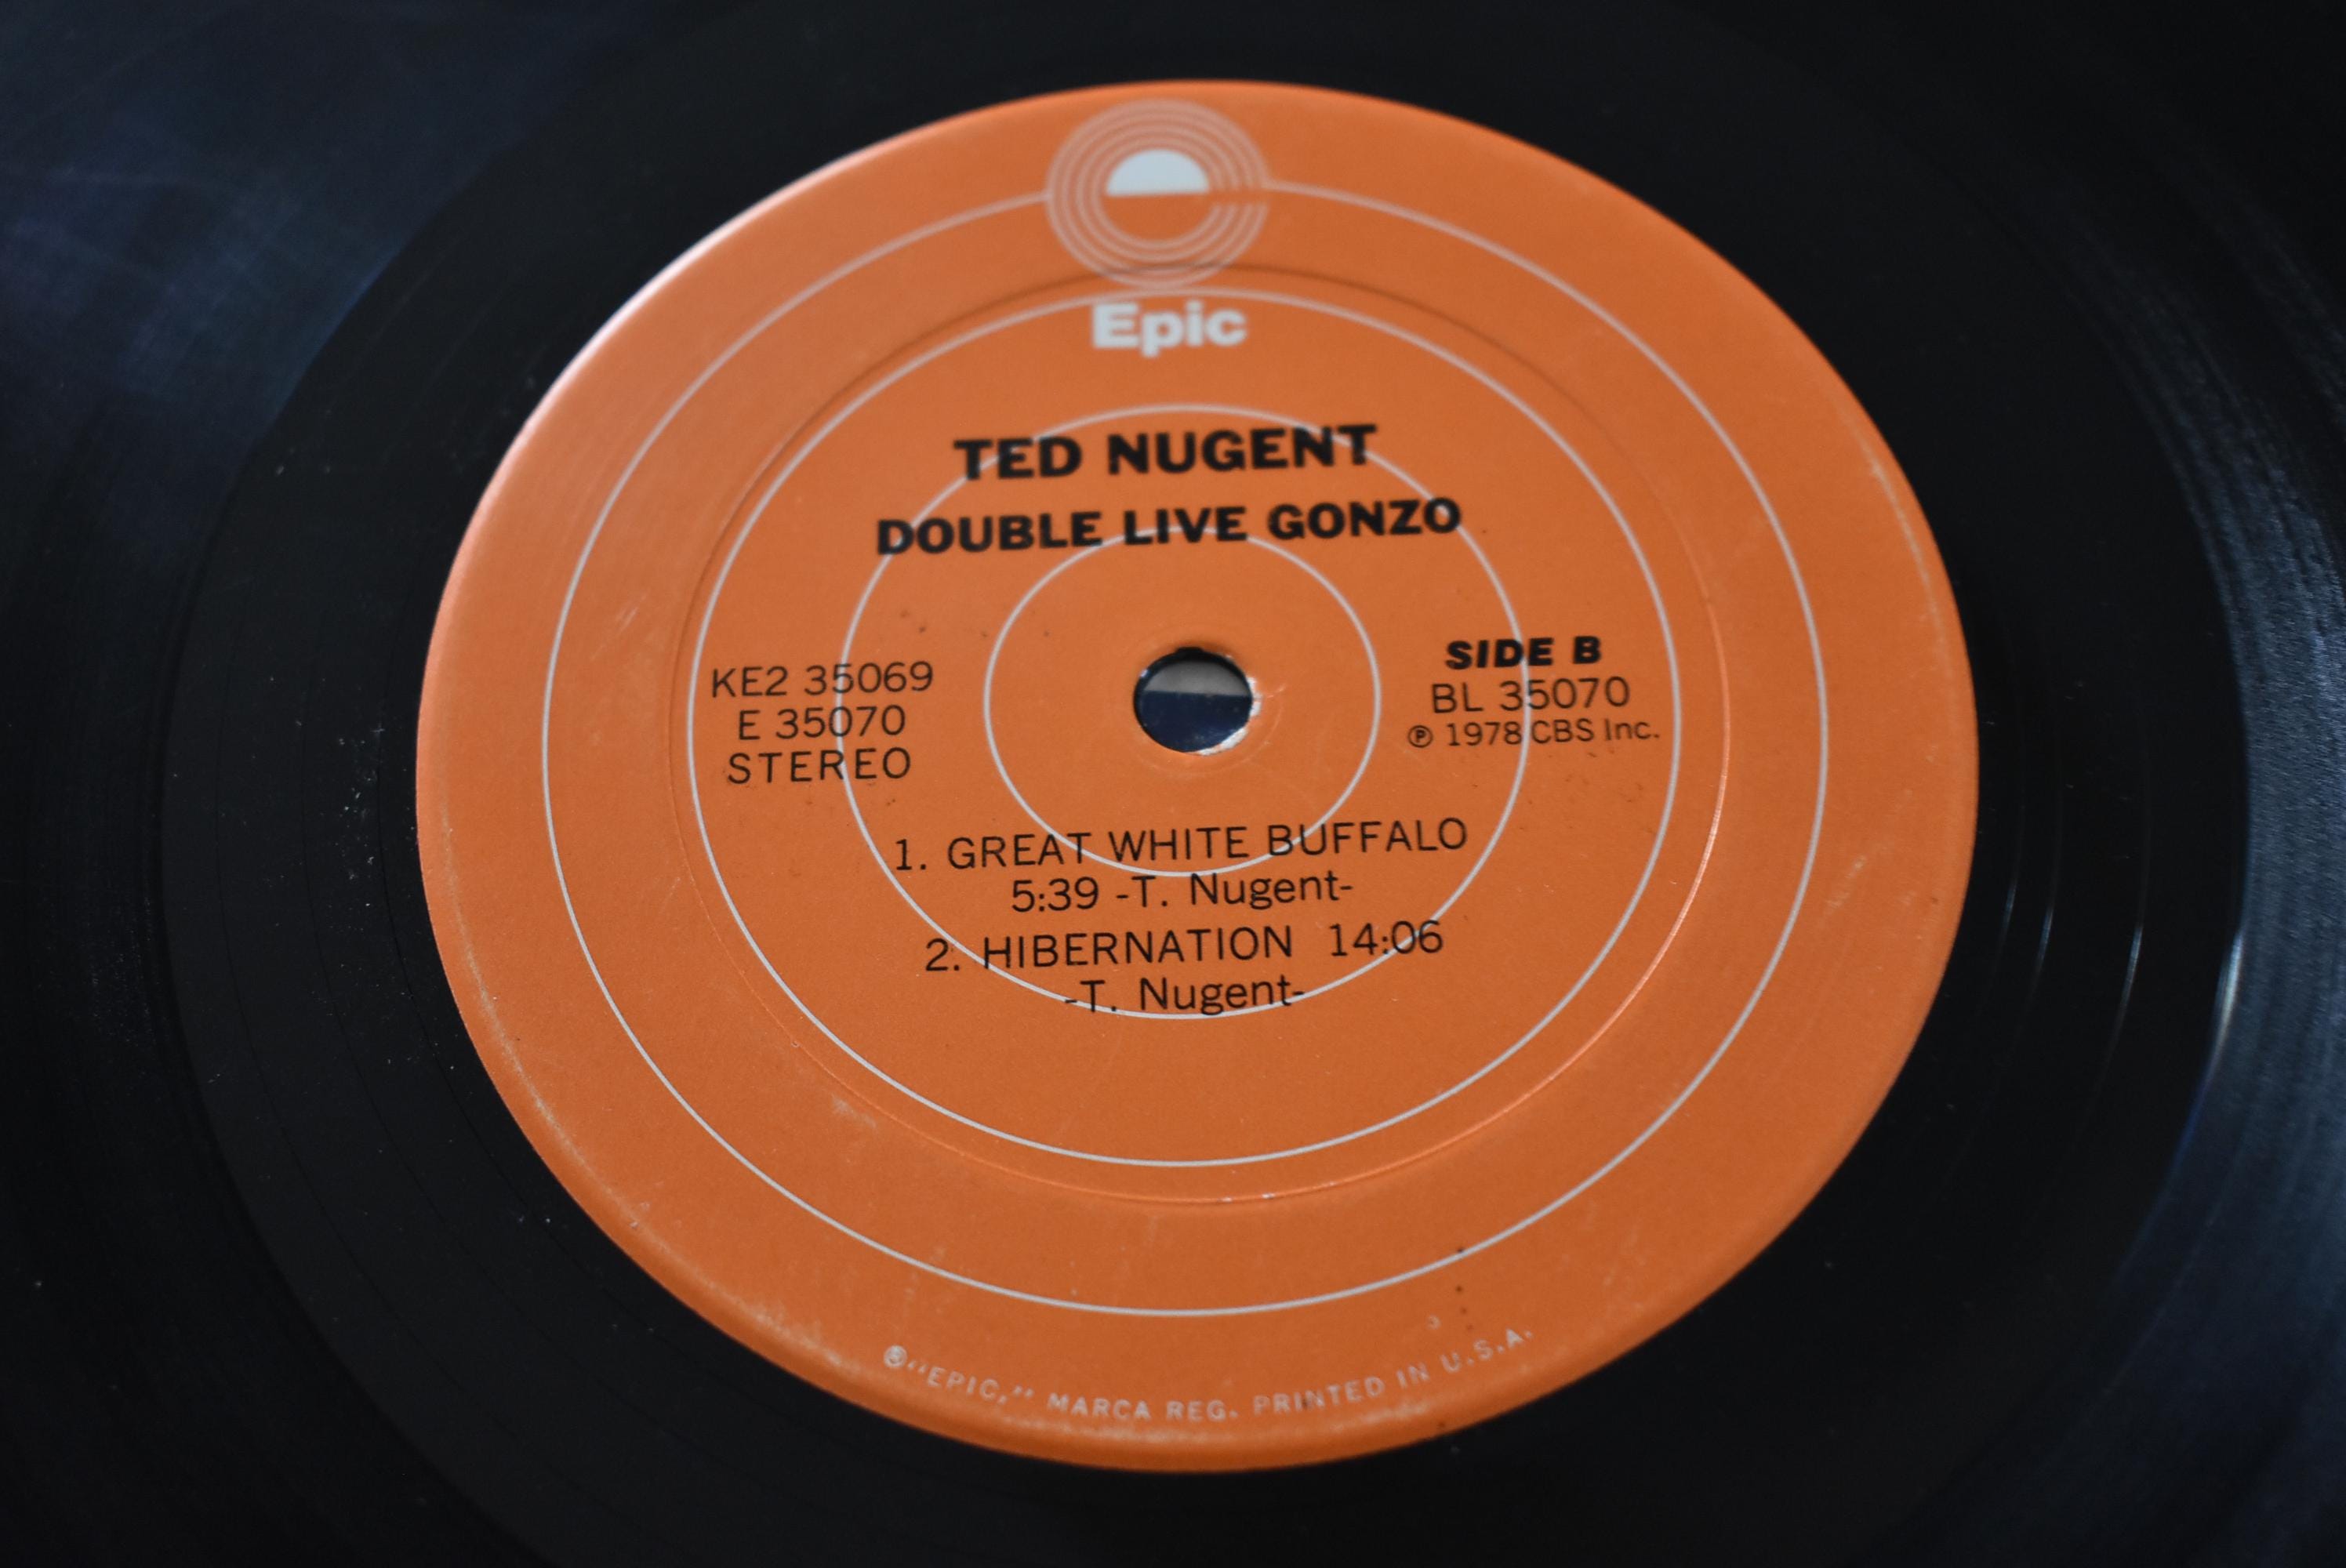 Epic
TED NUGENT
DOUBLE LIVE GONZO
KE2 35069
E 35070
STEREO
SIDE B
BL 35070
℗ 1978 CBS Inc.
1. GREAT WHITE BUFFALO
5:39 -T. Nugent-
2. HIBERNATION 14:06
-T. Nugent-
"EPIC," MARCA REG. PRINTED IN U.S.A.